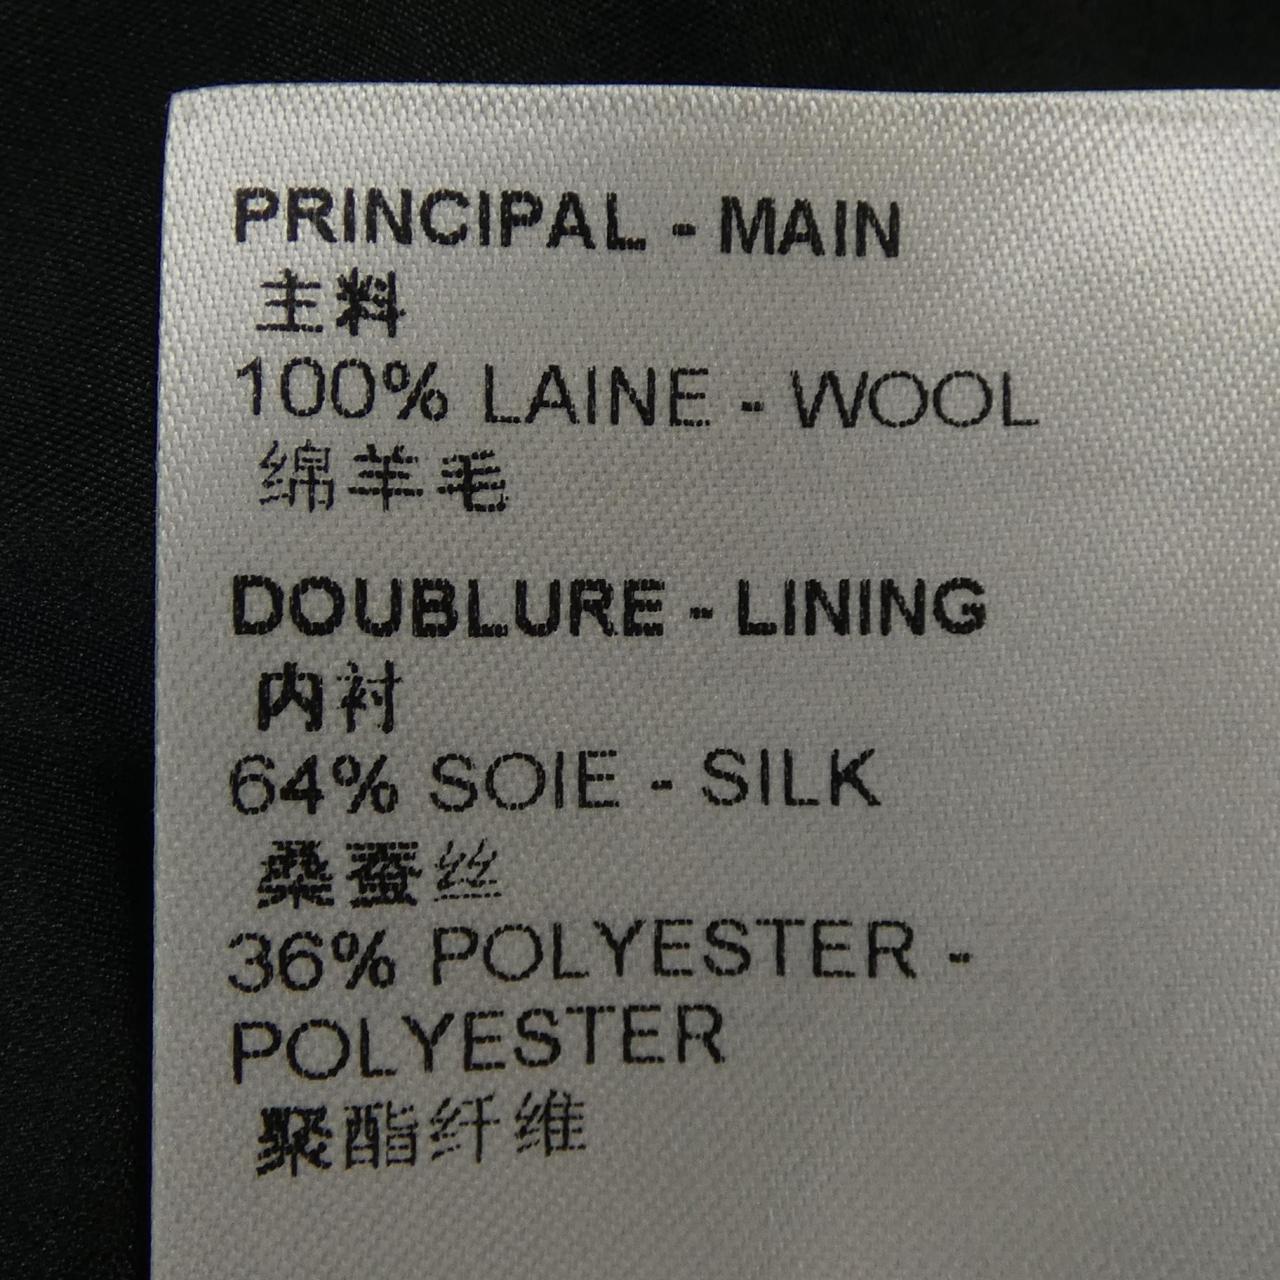 PRINCIPAL - MAIN
主料
100% LAINE - WOOL
绵羊毛
DOUBLURE - LINING
内衬
64% SOIE - SILK
桑蚕丝
36% POLYESTER -
POLYESTER
聚酯纤维